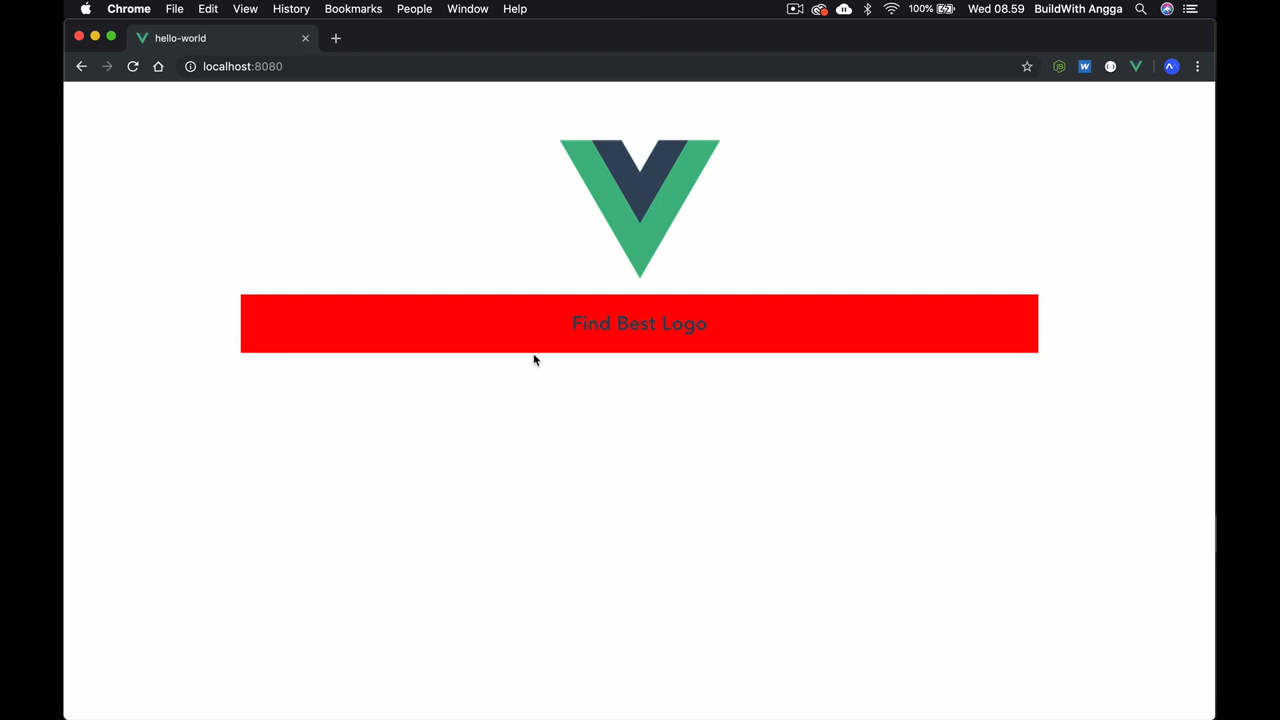 Chrome File Edit View History Bookmarks People Window Help 100% Wed 08.59 BuildWith Angga
hello-world
localhost:8080
Find Best Logo